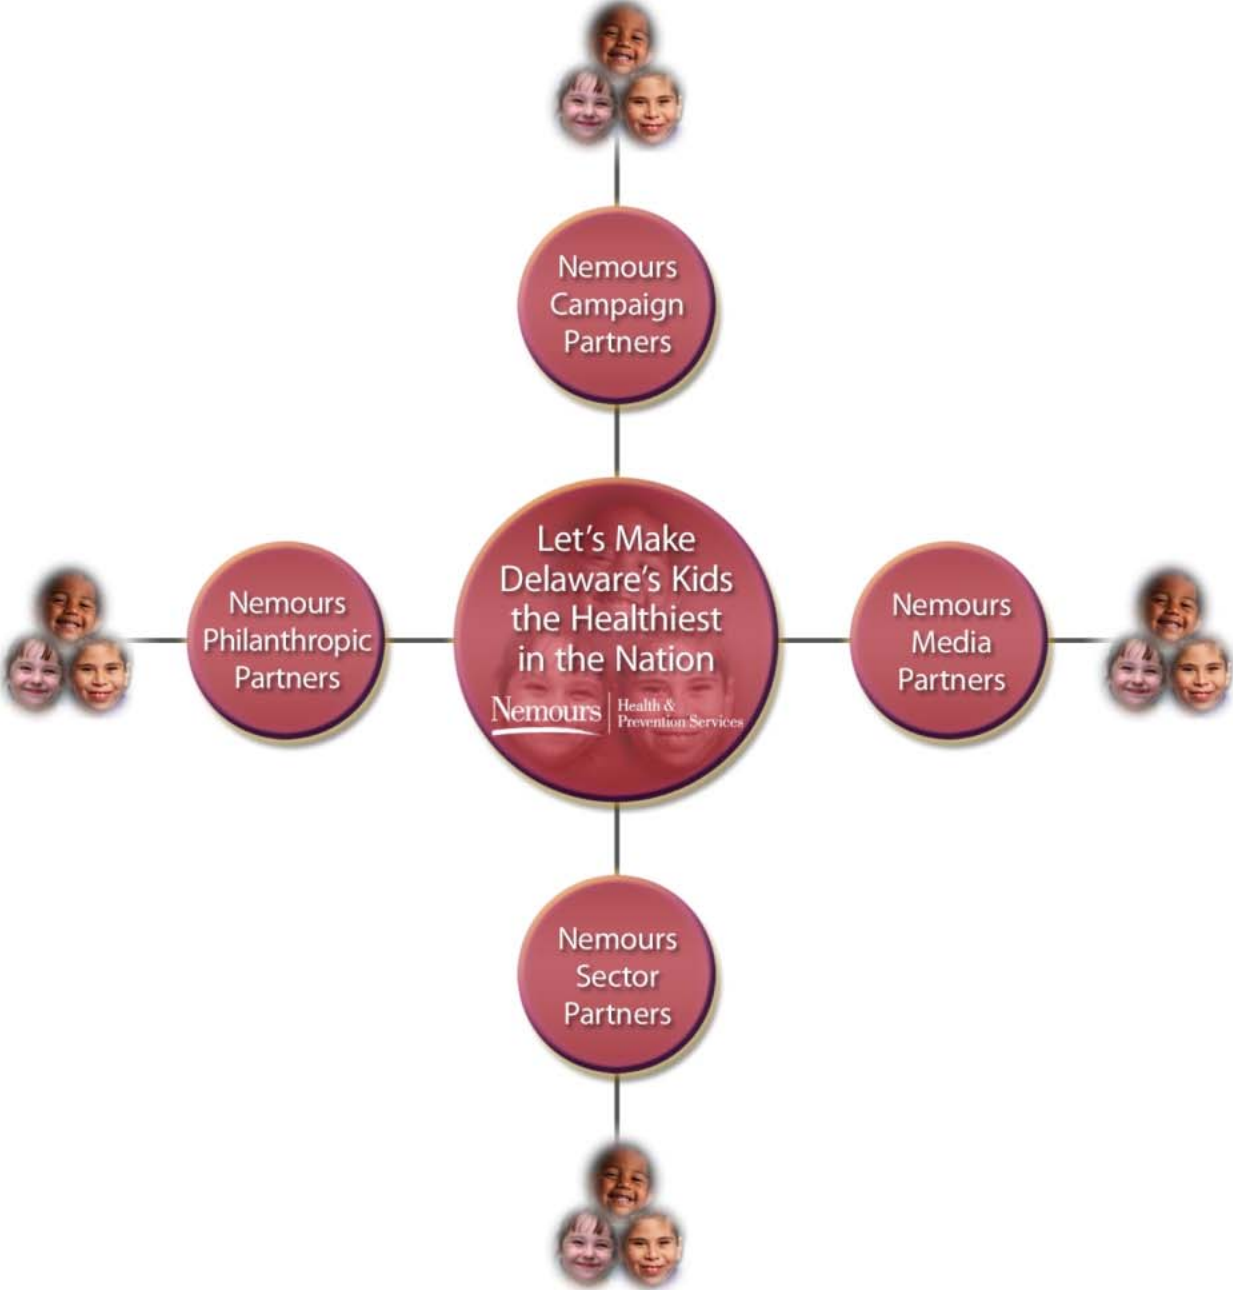 Nemours
Campaign
Partners
Let's Make
Delaware's Kids
the Healthiest
in the Nation
Nemours
Health &
Prevention Services
Nemours
Philanthropic
Partners
Nemours
Media
Partners
Nemours
Sector
Partners